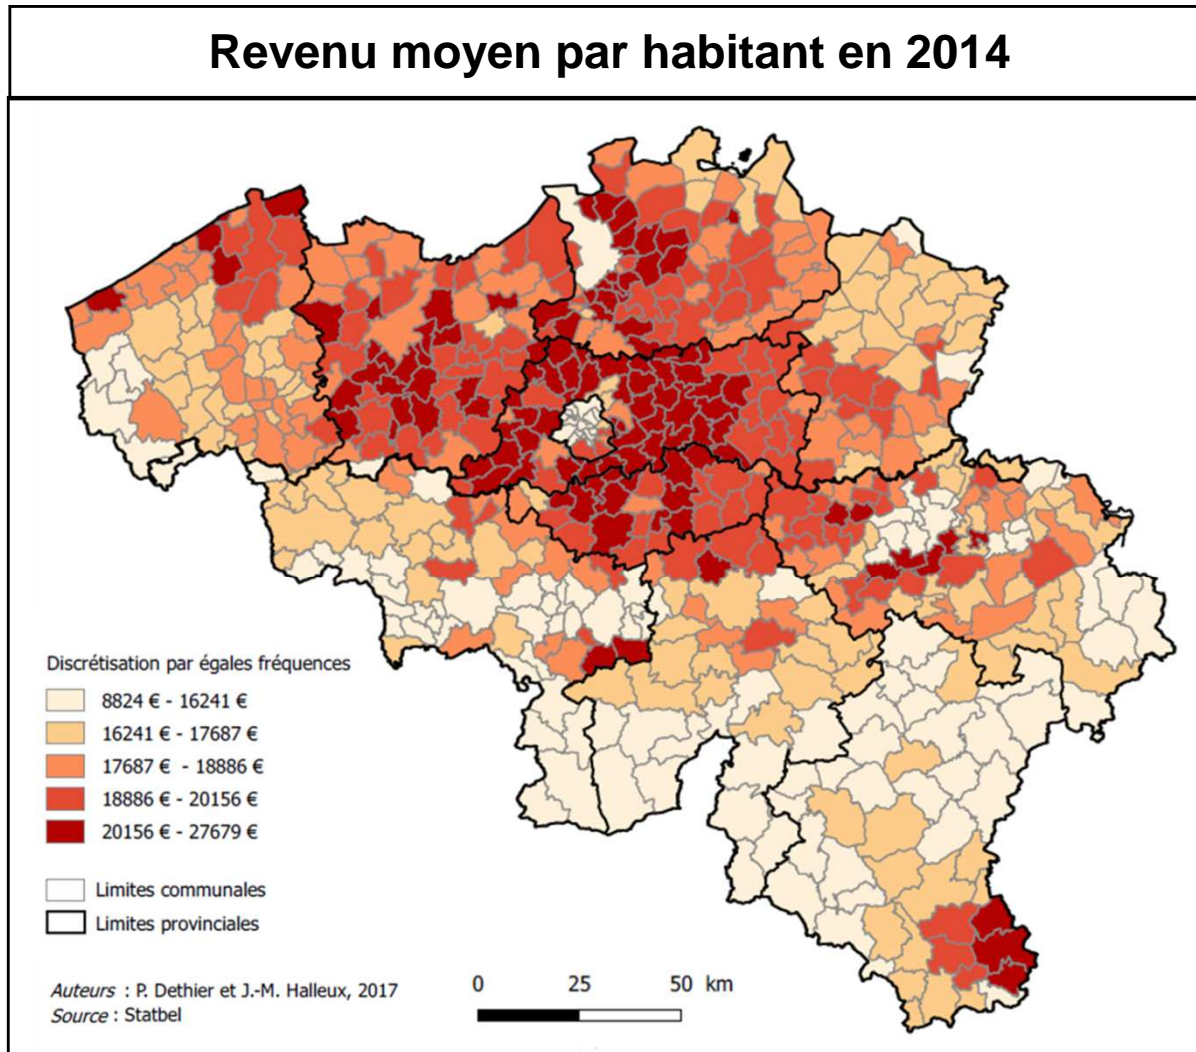 Revenu moyen par habitant en 2014
Discrétisation par égales fréquences
8824 € - 16241 €
16241 € - 17687 €
17687 € - 18886 €
18886 € - 20156 €
20156 € - 27679 €
Limites communales
Limites provinciales
Auteurs : P. Dethier et J.-M. Halleux, 2017
Source : Statbel
0 25 50 km